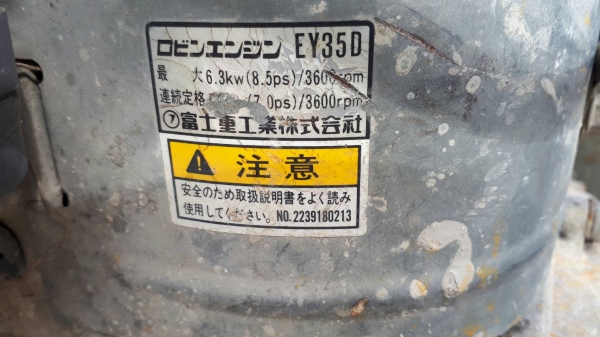 ロビンエンジン EY35D
最 大6.3kw(8.5ps)/3600rpm
連続定格 /7.0ps)/3600rpm
㋐富士重工業株式会社
注意
安全のため取扱説明書をよく読み
使用してください。NO.2239180213